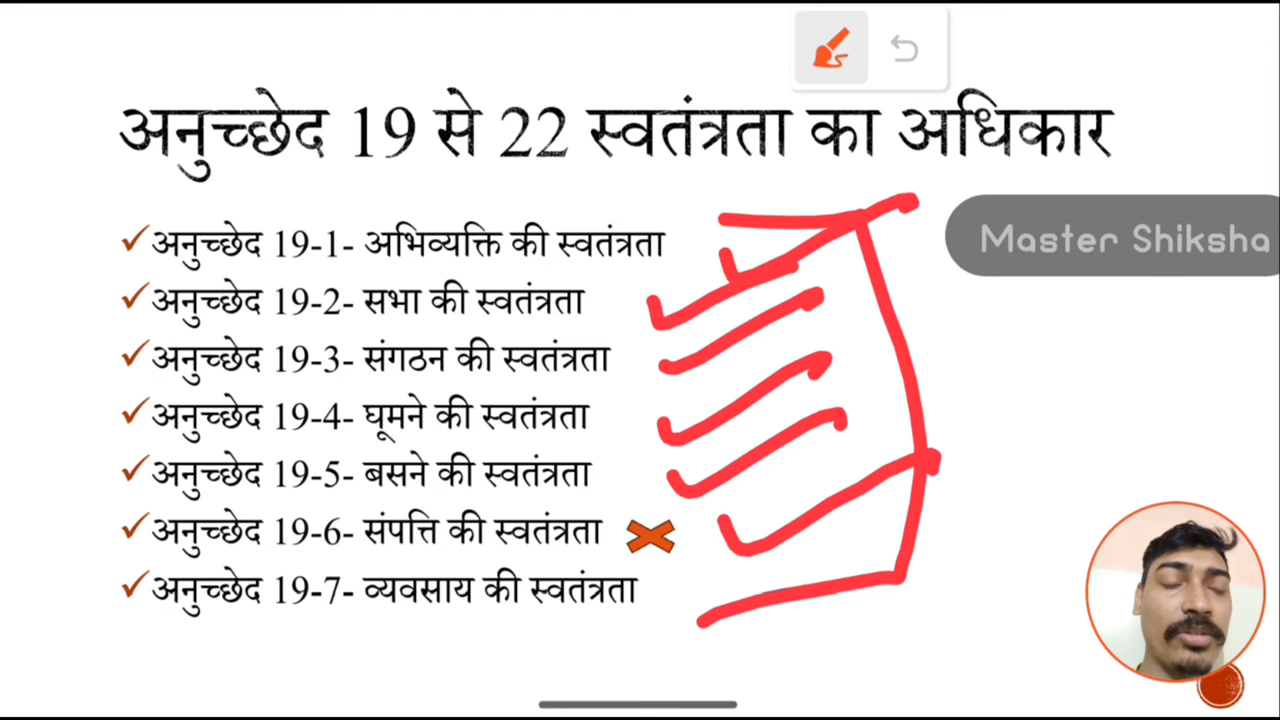 अनुच्छेद 19 से 22 स्वतंत्रता का अधिकार
Master Shiksha
अनुच्छेद 19-1- अभिव्यक्ति की स्वतंत्रता
अनुच्छेद 19-2- सभा की स्वतंत्रता
अनुच्छेद 19-3- संगठन की स्वतंत्रता
अनुच्छेद 19-4- घूमने की स्वतंत्रता
अनुच्छेद 19-5- बसने की स्वतंत्रता
अनुच्छेद 19-6- संपत्ति की स्वतंत्रता
अनुच्छेद 19-7- व्यवसाय की स्वतंत्रता